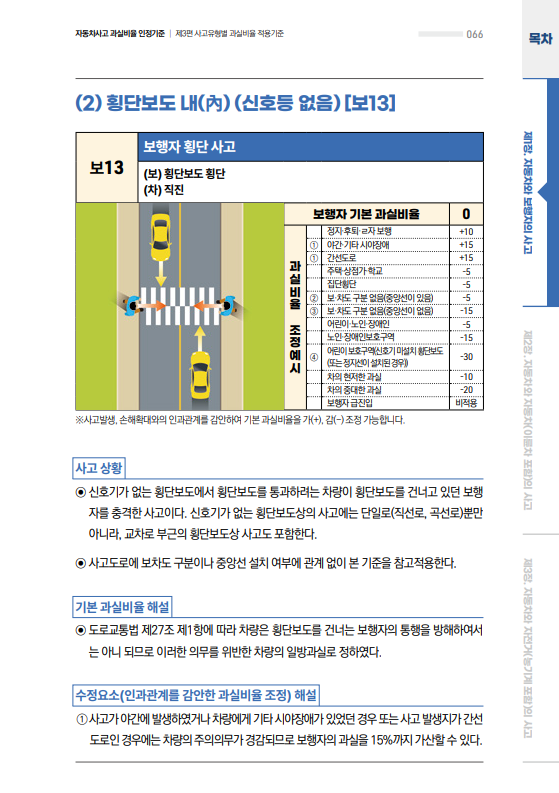 자동차사고 과실비율 인정기준 | 제3편 사고유형별 과실비율 적용기준
066
목차
(2) 횡단보도 내(內) (신호등 없음) [보13]
보13
보행자 횡단 사고
(보) 횡단보도 횡단
(차) 직진
보행자 기본 과실비율 0
과실비율 조정예시
정지·후퇴·ㄹ자 보행 +10
① 야간·기타 시야장애 +15
① 간선도로 +15
주택·상점가·학교 -5
집단횡단 -5
② 보·차도 구분 없음(중앙선이 있음) -5
③ 보·차도 구분 없음(중앙선이 없음) -15
어린이·노인·장애인 -5
노인·장애인보호구역 -15
④ 어린이 보호구역(신호기 미설치 횡단보도
(또는 정지선이 설치된 경우)) -30
차의 현저한 과실 -10
차의 중대한 과실 -20
보행자 급진입 비적용
※사고발생, 손해확대와의 인과관계를 감안하여 기본 과실비율을 가(+), 감(-) 조정 가능합니다.
사고 상황
◉ 신호기가 없는 횡단보도에서 횡단보도를 통과하려는 차량이 횡단보도를 건너고 있던 보행
자를 충격한 사고이다. 신호기가 없는 횡단보도상의 사고에는 단일로(직선로, 곡선로)뿐만
아니라, 교차로 부근의 횡단보도상 사고도 포함한다.
◉ 사고도로에 보차도 구분이나 중앙선 설치 여부에 관계 없이 본 기준을 참고적용한다.
기본 과실비율 해설
◉ 도로교통법 제27조 제1항에 따라 차량은 횡단보도를 건너는 보행자의 통행을 방해하여서
는 아니 되므로 이러한 의무를 위반한 차량의 일방과실로 정하였다.
수정요소(인과관계를 감안한 과실비율 조정) 해설
① 사고가 야간에 발생하였거나 차량에게 기타 시야장애가 있었던 경우 또는 사고 발생지가 간선
도로인 경우에는 차량의 주의의무가 경감되므로 보행자의 과실을 15%까지 가산할 수 있다.
제1장. 자동차와 보행자의 사고
제2장. 자동차와 자동차(이륜차 포함)의 사고
제3장. 자동차와 자전거(농기계 포함)의 사고